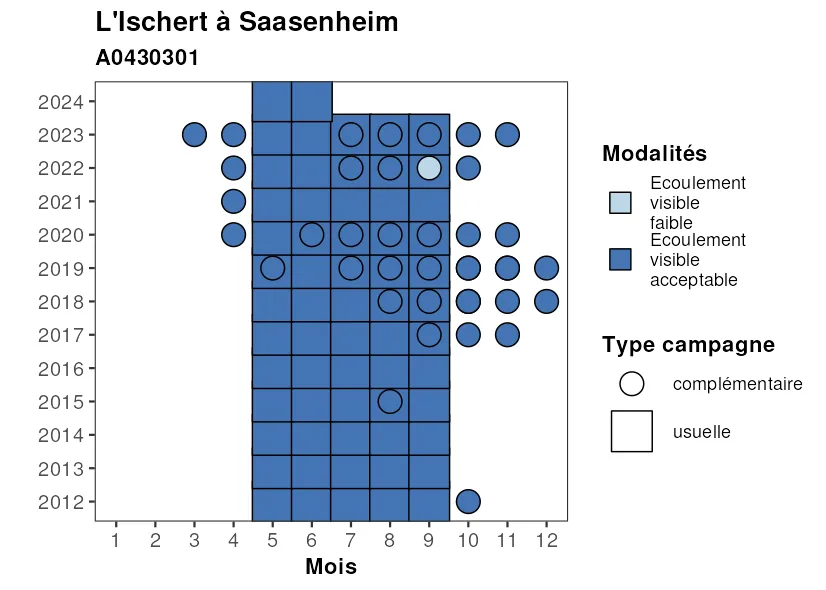 L'Ischert à Saasenheim
A0430301
2024
2023
2022
2021
2020
2019
2018
2017
2016
2015
2014
2013
2012
1 2 3 4 5 6 7 8 9 10 11 12
Mois
Modalités
Ecoulement
visible
faible
Ecoulement
visible
acceptable
Type campagne
complémentaire
usuelle